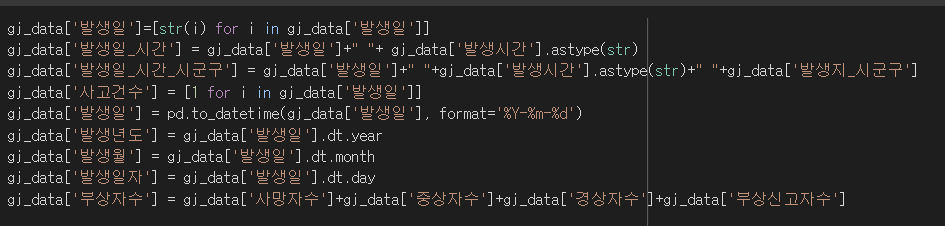 gj_data['발생일']=[str(i) for i in gj_data['발생일']]
gj_data['발생일_시간'] = gj_data['발생일']+" "+ gj_data['발생시간'].astype(str)
gj_data['발생일_시간_시군구'] = gj_data['발생일']+" "+gj_data['발생시간'].astype(str)+" "+gj_data['발생지_시군구']
gj_data['사고건수'] = [1 for i in gj_data['발생일']]
gj_data['발생일'] = pd.to_datetime(gj_data['발생일'], format='%Y-%m-%d')
gj_data['발생년도'] = gj_data['발생일'].dt.year
gj_data['발생월'] = gj_data['발생일'].dt.month
gj_data['발생일자'] = gj_data['발생일'].dt.day
gj_data['부상자수'] = gj_data['사망자수']+gj_data['중상자수']+gj_data['경상자수']+gj_data['부상신고자수']